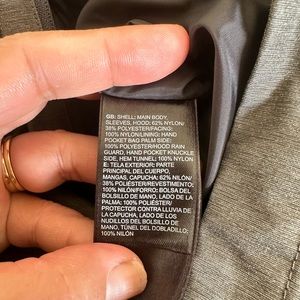 GB: SHELL: MAIN BODY,
SLEEVES, HOOD: 62% NYLON/
38% POLYESTER/FACING:
100% NYLON/LINING: HAND
POCKET BAG PALM SIDE:
100% POLYESTER/HOOD RAIN
GUARD, HAND POCKET KNUCKLE
SIDE, HEM TUNNEL: 100% NYLON
E: TELA EXTERIOR: PARTE
PRINCIPAL DEL CUERPO,
MANGAS, CAPUCHA: 62% NILÓN/
38% POLIÉSTER/REVESTIMIENTO:
100% NILÓN/FORRO: BOLSA DEL
BOLSILLO DE MANO, LADO DE LA
PALMA: 100% POLIÉSTER/
PROTECTOR CONTRA LLUVIA DE
LA CAPUCHA, LADO DE LOS
NUDILLOS DEL BOLSILLO DE
MANO, TÚNEL DEL DOBLADILLO:
100% NILÓN